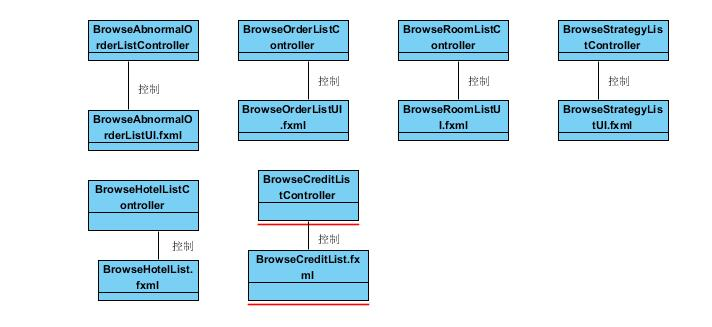 BrowseAbnormalO
rderListController
控制
BrowseAbnormalO
rderListUI.fxml
BrowseOrderListC
ontroller
控制
BrowseOrderListUI
.fxml
BrowseRoomListC
ontroller
控制
BrowseRoomListU
I.fxml
BrowseStrategyLis
tController
控制
BrowseStrategyLis
tUI.fxml
BrowseHotelListC
ontroller
控制
BrowseHotelList.
fxml
BrowseCreditLis
tController
控制
BrowseCreditList.fx
ml